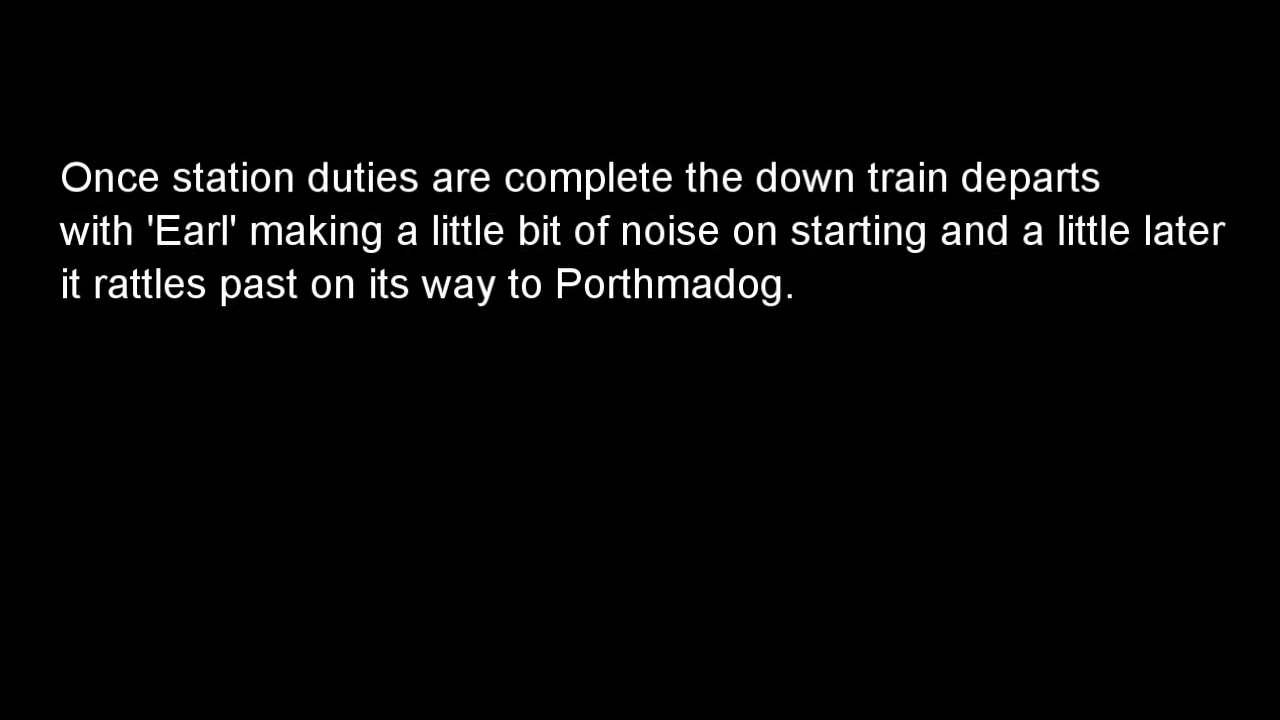 Once station duties are complete the down train departs
with 'Earl' making a little bit of noise on starting and a little later
it rattles past on its way to Porthmadog.